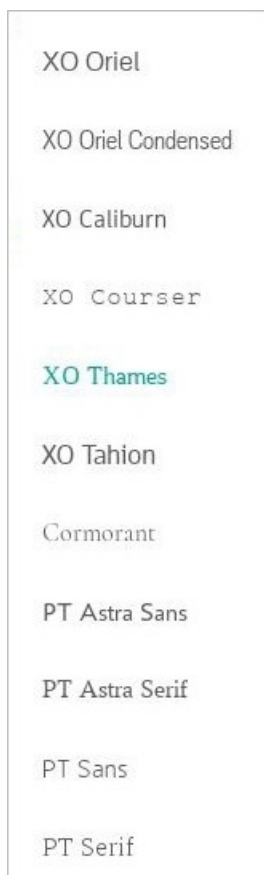 XO Oriel
XO Oriel Condensed
XO Caliburn
XO Courser
XO Thames
XO Tahion
Cormorant
PT Astra Sans
PT Astra Serif
PT Sans
PT Serif